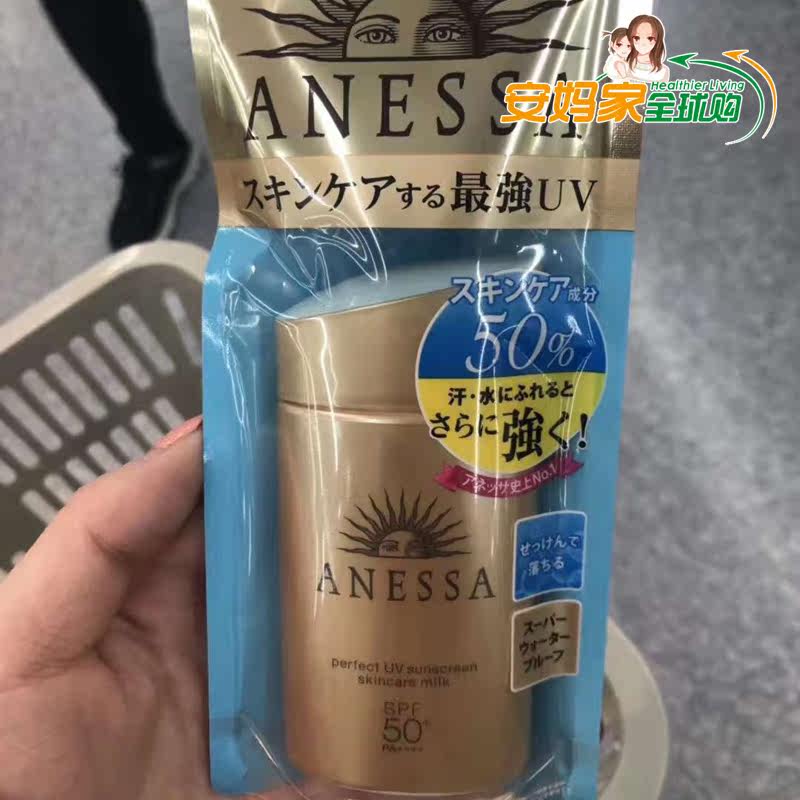 Healthier Living
安妈家全球购
ANESSA
スキンケアする最強UV
スキンケア成分
50%
汗・水にふれると
さらに強く!
アネッサ史上No.1
せっけんで
落ちる
スーパー
ウォーター
プルーフ
ANESSA
perfect UV sunscreen
skincare milk
SPF
50+
PA++++